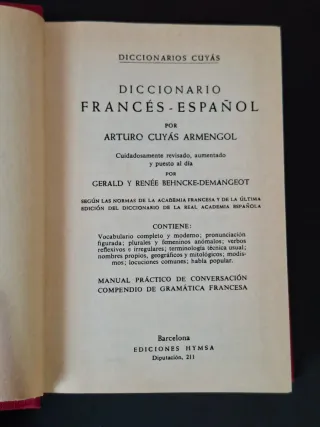 DICCIONARIOS CUYÁS
DICCIONARIO
FRANCÉS-ESPAÑOL
POR
ARTURO CUYÁS ARMENGOL
Cuidadosamente revisado, aumentado
y puesto al día
POR
GERALD Y RENÉE BEHNCKE-DEMANGEOT
SEGÚN LAS NORMAS DE LA ACADEMIA FRANCESA Y DE LA ÚLTIMA
EDICIÓN DEL DICCIONARIO DE LA REAL ACADEMIA ESPAÑOLA
CONTIENE:
Vocabulario completo y moderno; pronunciación
figurada; plurales y femeninos anómalos; verbos
reflexivos e irregulares; terminología técnica usual;
nombres propios, geográficos y mitológicos; modis-
mos; locuciones comunes; habla popular.
MANUAL PRÁCTICO DE CONVERSACIÓN
COMPENDIO DE GRAMÁTICA FRANCESA
Barcelona
EDICIONES HYMSA
Diputación, 211